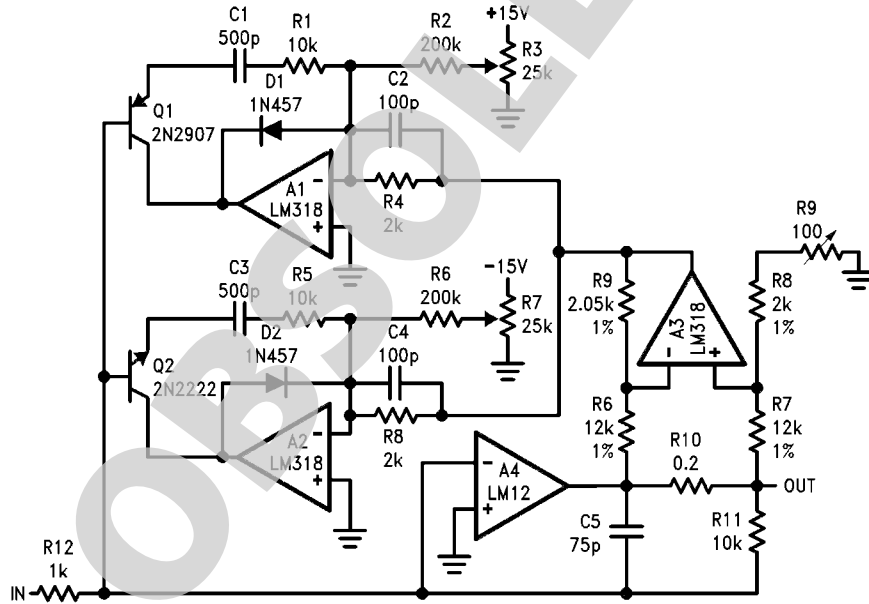 C1
500p
R1
10k
R2
200k
+15V
R3
25k
D1
1N457
C2
100p
Q1
2N2907
A1
LM318
-
+
R4
2k
C3
500p
R5
10k
R6
200k
-15V
R7
25k
D2
1N457
C4
100p
Q2
2N2222
A2
LM318
-
+
R8
2k
R9
2.05k
1%
A3
LM318
-
+
R8
2k
1%
R9
100
R6
12k
1%
R7
12k
1%
A4
LM12
-
+
R10
0.2
OUT
C5
75p
R11
10k
R12
1k
IN
OBSOLE